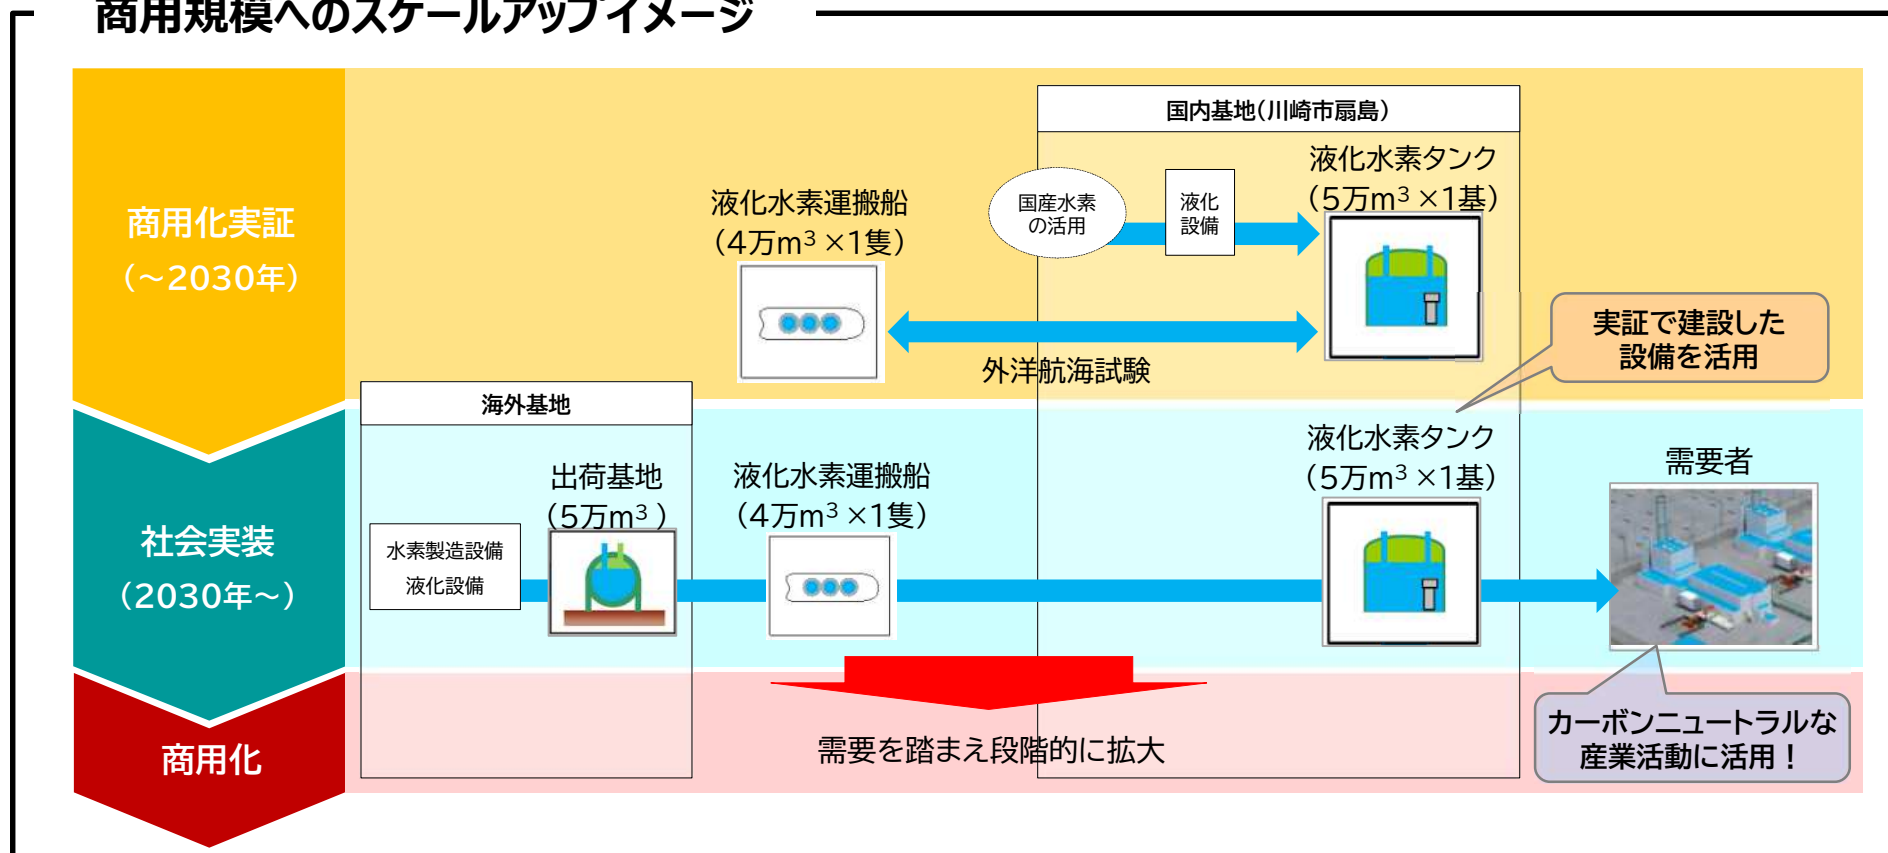 商用規模へのスケールアップイメージ
商用化実証
(～2030年)
国内基地(川崎市扇島)
液化水素運搬船
(4万m³×1隻)
国産水素
の活用
液化
設備
液化水素タンク
(5万m³×1基)
外洋航海試験
実証で建設した
設備を活用
社会実装
(2030年～)
海外基地
水素製造設備
液化設備
出荷基地
(5万m³)
液化水素運搬船
(4万m³×1隻)
液化水素タンク
(5万m³×1基)
需要者
カーボンニュートラルな
産業活動に活用！
商用化
需要を踏まえ段階的に拡大